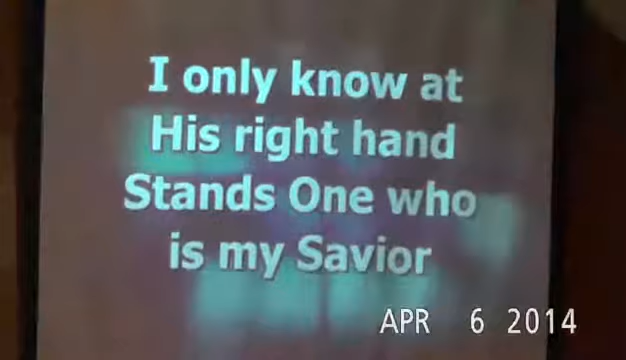 I only know at
His right hand
Stands One who
is my Savior
APR 6 2014